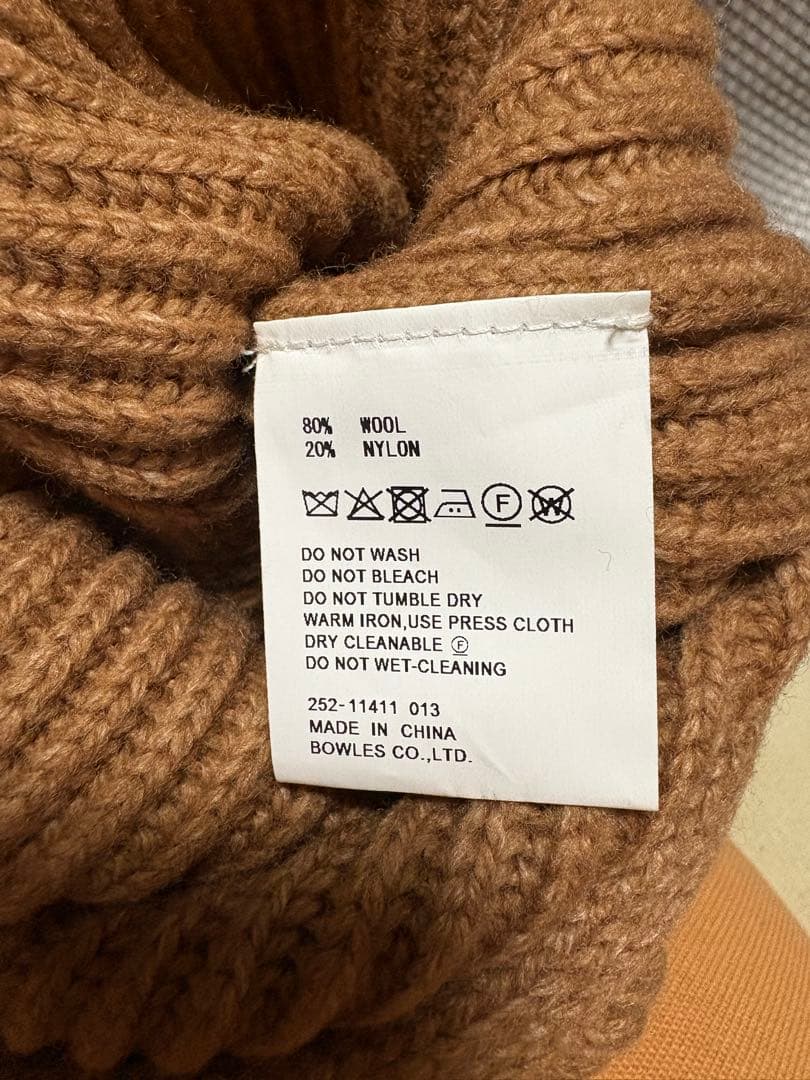 80% WOOL
20% NYLON
F W
DO NOT WASH
DO NOT BLEACH
DO NOT TUMBLE DRY
WARM IRON,USE PRESS CLOTH
DRY CLEANABLE Ⓕ
DO NOT WET-CLEANING
252-11411 013
MADE IN CHINA
BOWLES CO.,LTD.